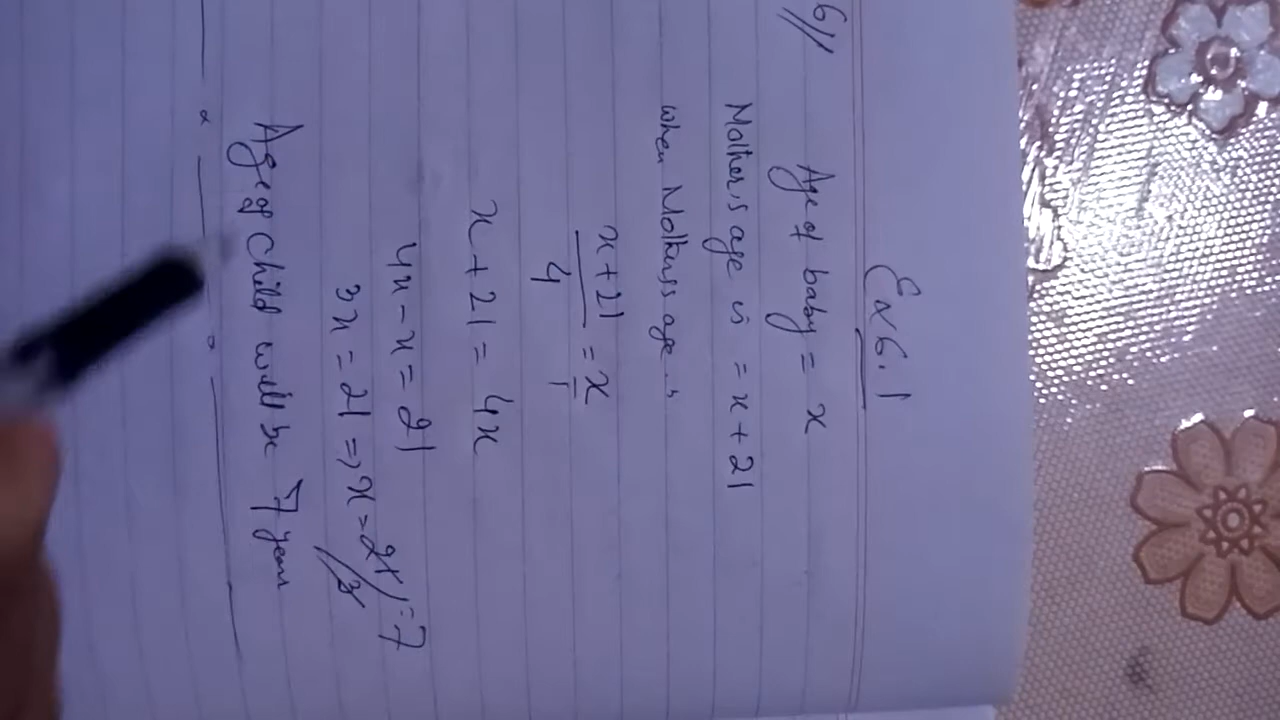 Ex 6.1
6// Age of baby = x
Mother,s age is = x + 21
when Mother,s age is
x + 21 / 4 = x / 1
x + 21 = 4x
4x - x = 21
3x = 21 => x = 21/3 = 7
Age of child will be 7 years